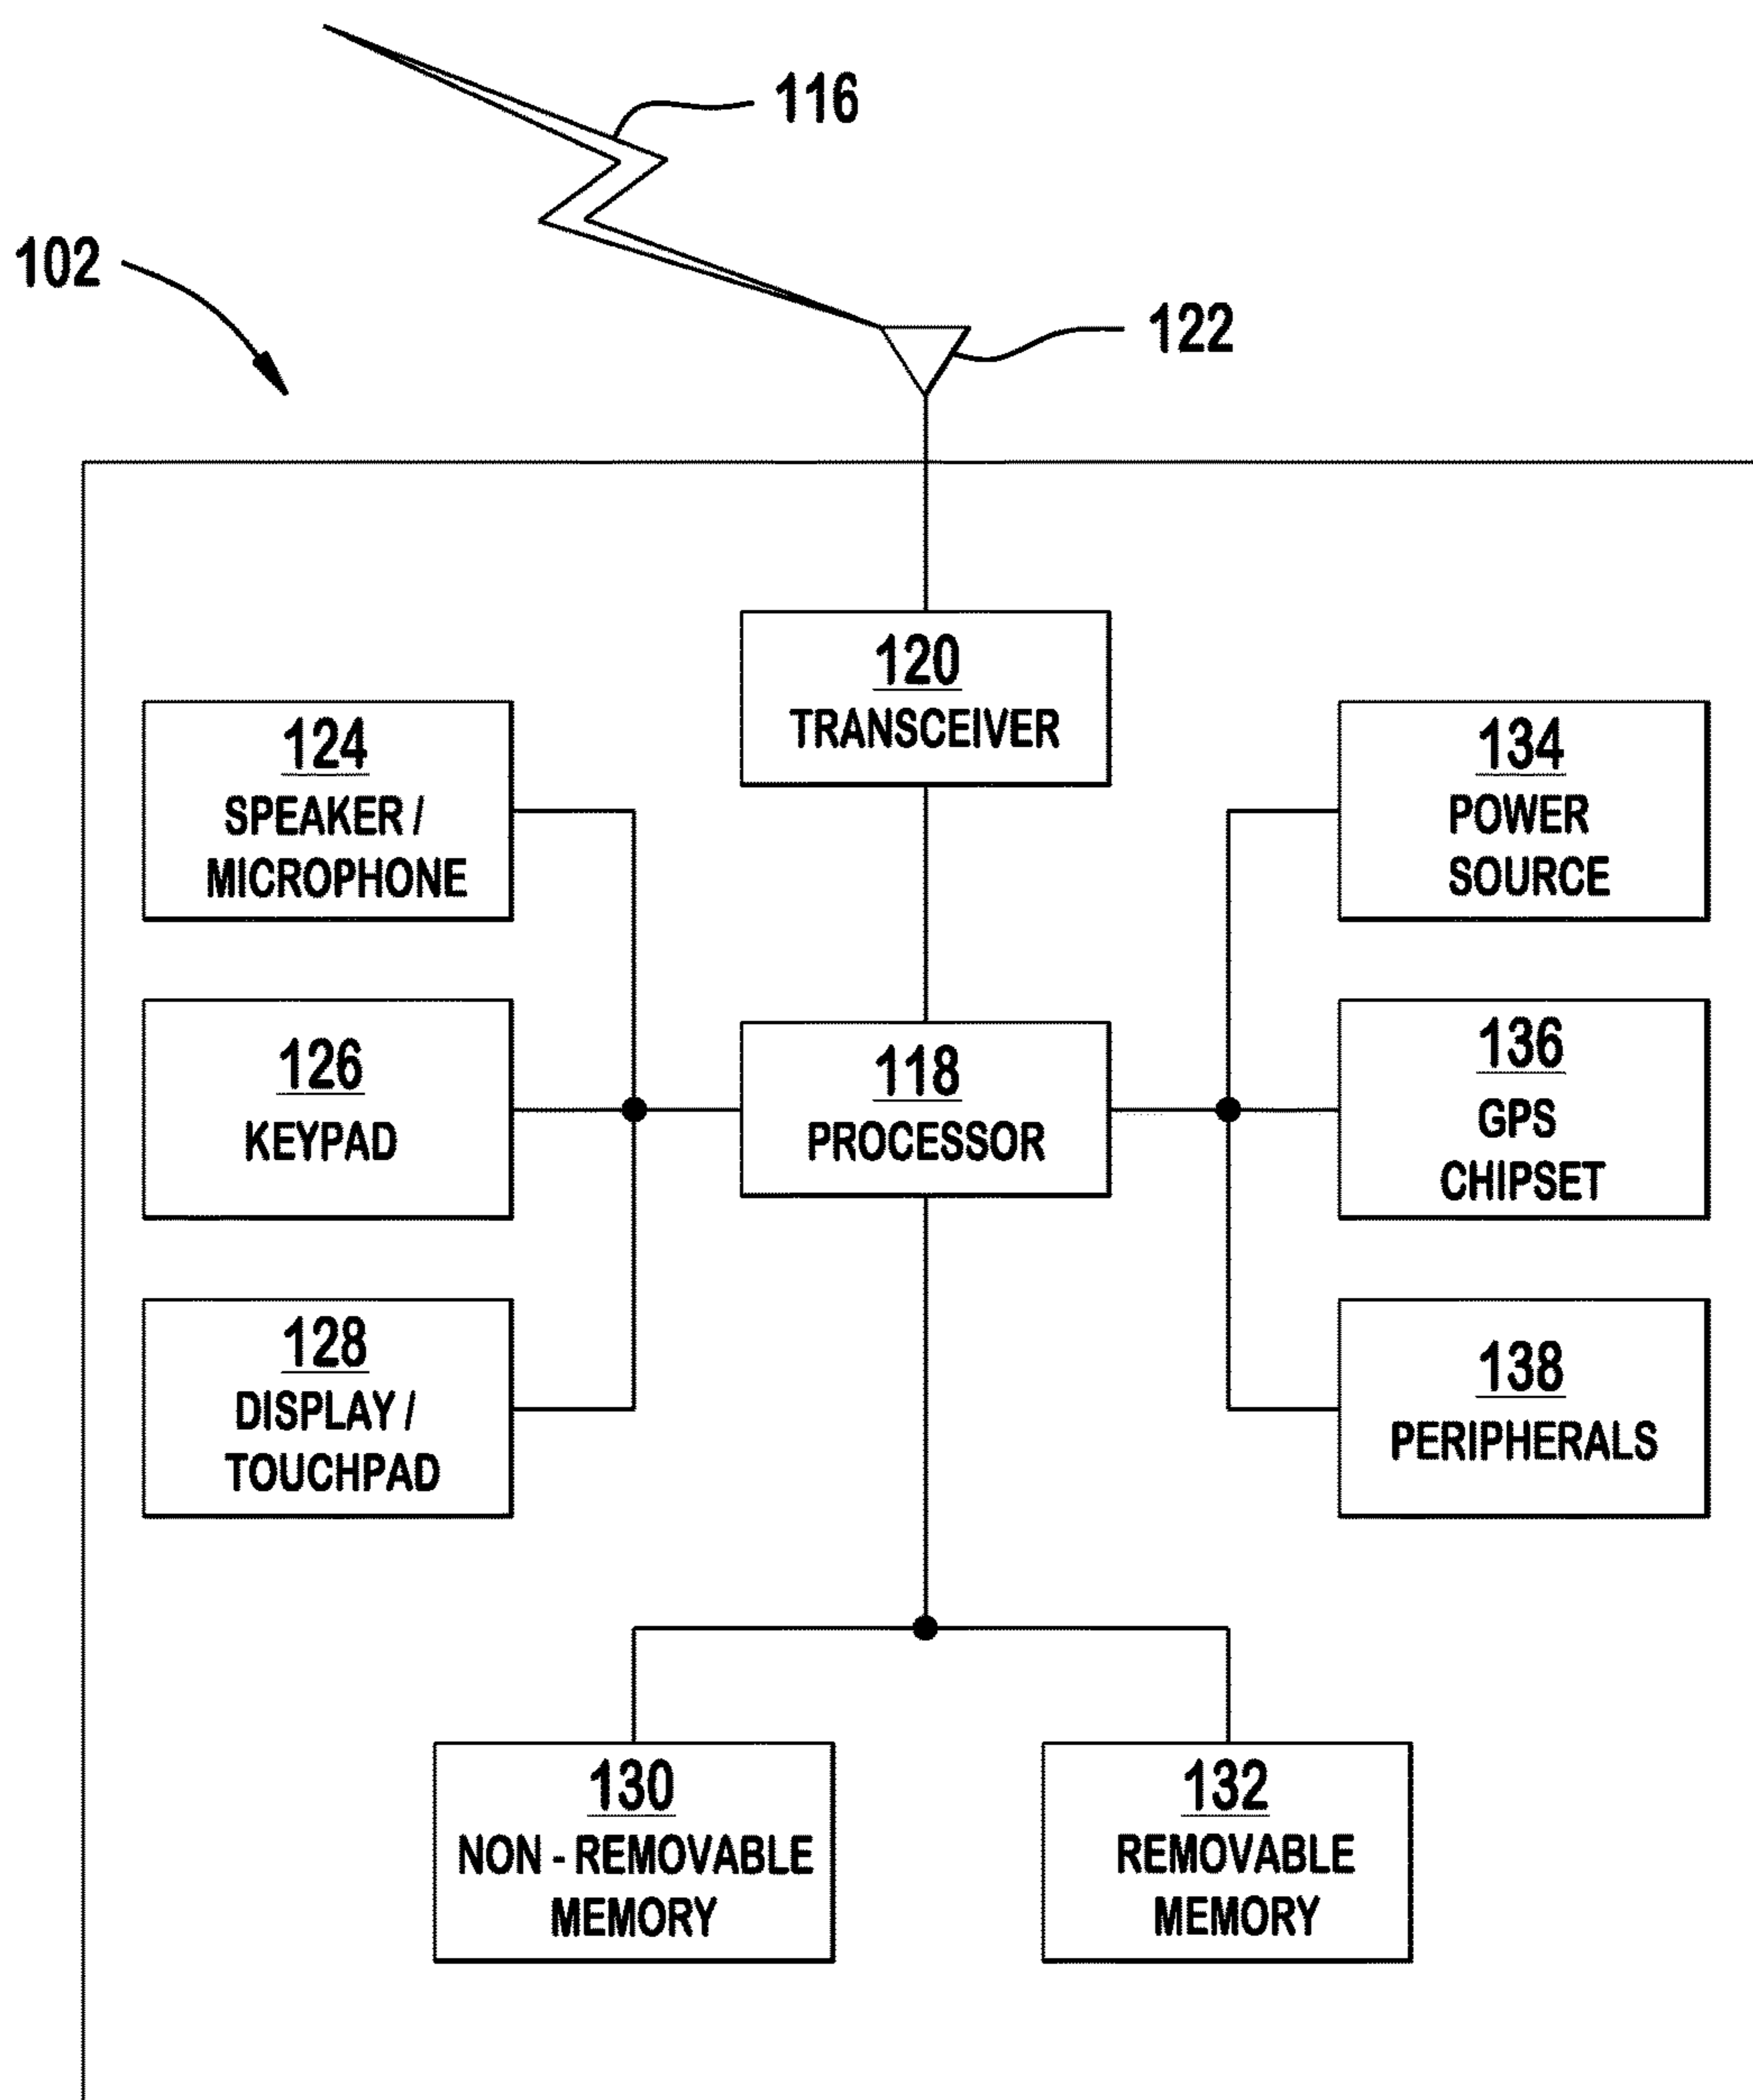 116
102
122
120
TRANSCEIVER
124
SPEAKER /
MICROPHONE
134
POWER
SOURCE
126
KEYPAD
118
PROCESSOR
136
GPS
CHIPSET
128
DISPLAY /
TOUCHPAD
138
PERIPHERALS
130
NON - REMOVABLE
MEMORY
132
REMOVABLE
MEMORY